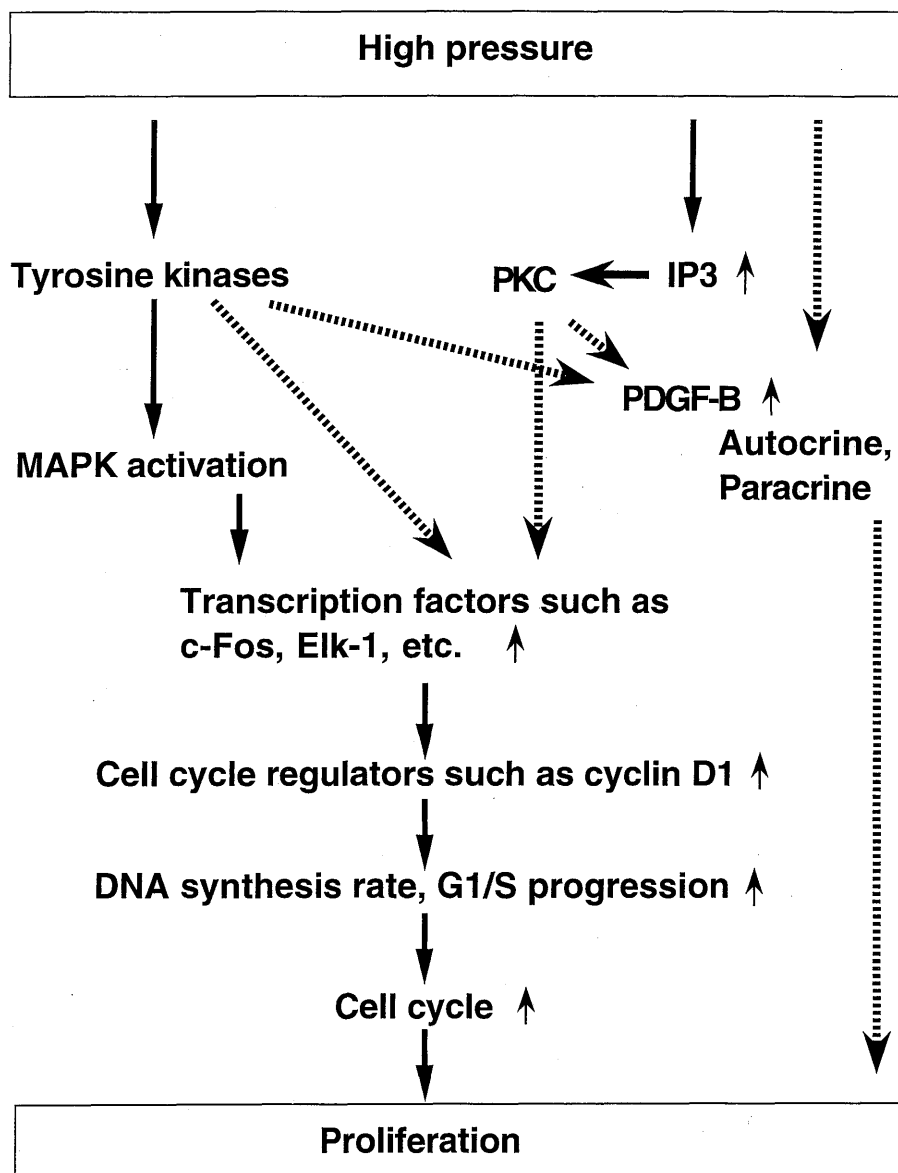 High pressure
Tyrosine kinases
PKC
IP3 ↑
PDGF-B ↑
MAPK activation
Autocrine,
Paracrine
Transcription factors such as
c-Fos, Elk-1, etc. ↑
Cell cycle regulators such as cyclin D1 ↑
DNA synthesis rate, G1/S progression ↑
Cell cycle ↑
Proliferation